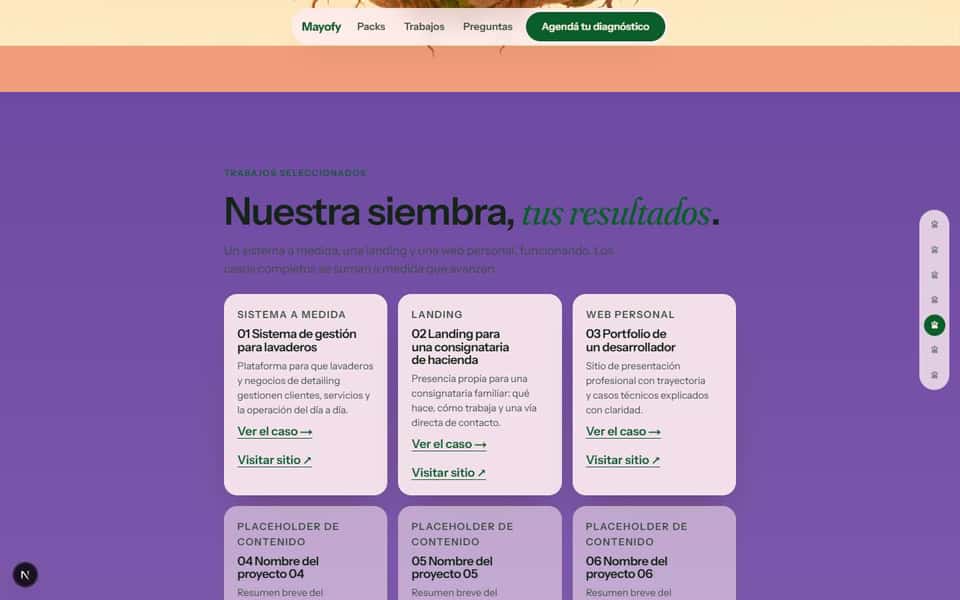 Mayofy Packs Trabajos Preguntas Agendá tu diagnóstico
TRABAJOS SELECCIONADOS
Nuestra siembra, tus resultados.
Un sistema a medida, una landing y una web personal, funcionando. Los
casos completos se suman a medida que avanzan.
SISTEMA A MEDIDA
01 Sistema de gestión
para lavaderos
Plataforma para que lavaderos
y negocios de detailing
gestionen clientes, servicios y
la operación del día a día.
Ver el caso →
Visitar sitio ↗
LANDING
02 Landing para
una consignataria
de hacienda
Presencia propia para una
consignataria familiar: qué
hace, cómo trabaja y una vía
directa de contacto.
Ver el caso →
Visitar sitio ↗
WEB PERSONAL
03 Portfolio de
un desarrollador
Sitio de presentación
profesional con trayectoria
y casos técnicos explicados
con claridad.
Ver el caso →
Visitar sitio ↗
PLACEHOLDER DE
CONTENIDO
04 Nombre del
proyecto 04
Resumen breve del
PLACEHOLDER DE
CONTENIDO
05 Nombre del
proyecto 05
Resumen breve del
PLACEHOLDER DE
CONTENIDO
06 Nombre del
proyecto 06
Resumen breve del
N